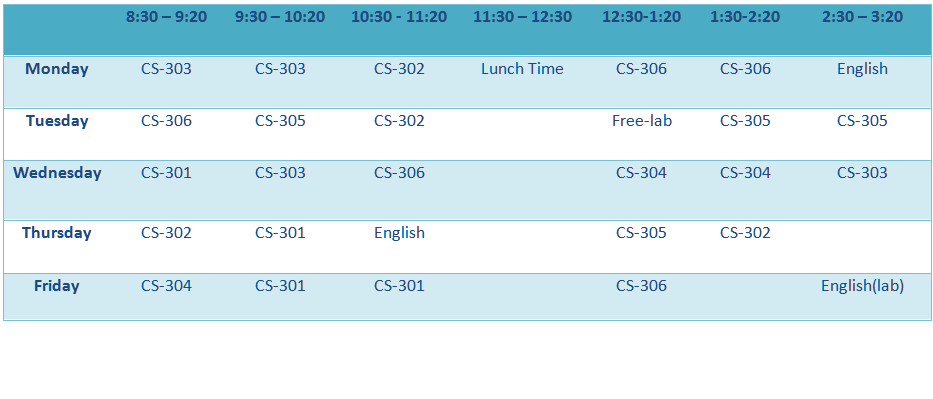 8:30 – 9:20 9:30 – 10:20 10:30 - 11:20 11:30 – 12:30 12:30-1:20 1:30-2:20 2:30 – 3:20
Monday CS-303 CS-303 CS-302 Lunch Time CS-306 CS-306 English
Tuesday CS-306 CS-305 CS-302 Free-lab CS-305 CS-305
Wednesday CS-301 CS-303 CS-306 CS-304 CS-304 CS-303
Thursday CS-302 CS-301 English CS-305 CS-302
Friday CS-304 CS-301 CS-301 CS-306 English(lab)